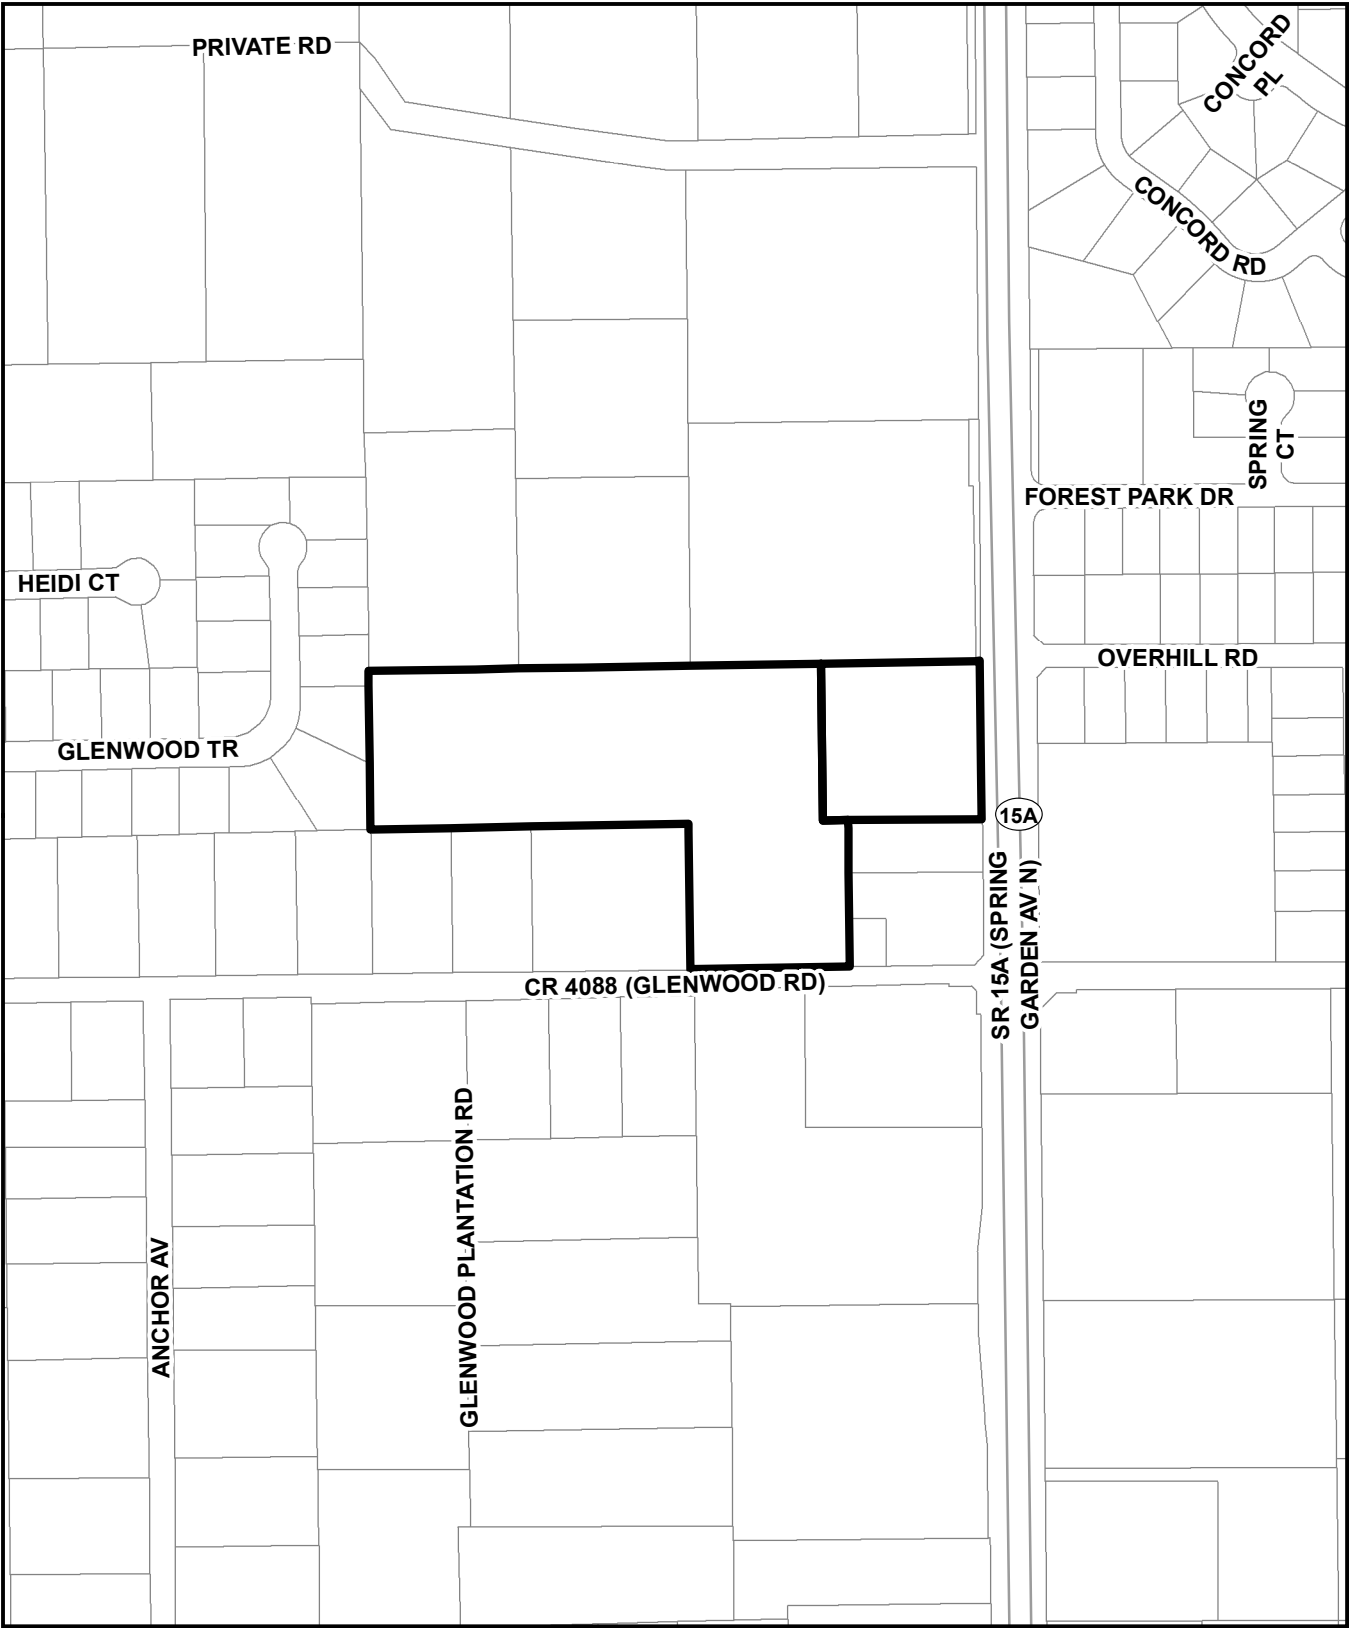 PRIVATE RD
CONCORD
PL
CONCORD RD
SPRING
CT
FOREST PARK DR
HEIDI CT
OVERHILL RD
GLENWOOD TR
15A
SR 15A (SPRING
GARDEN AV N)
CR 4088 (GLENWOOD RD)
GLENWOOD PLANTATION RD
ANCHOR AV